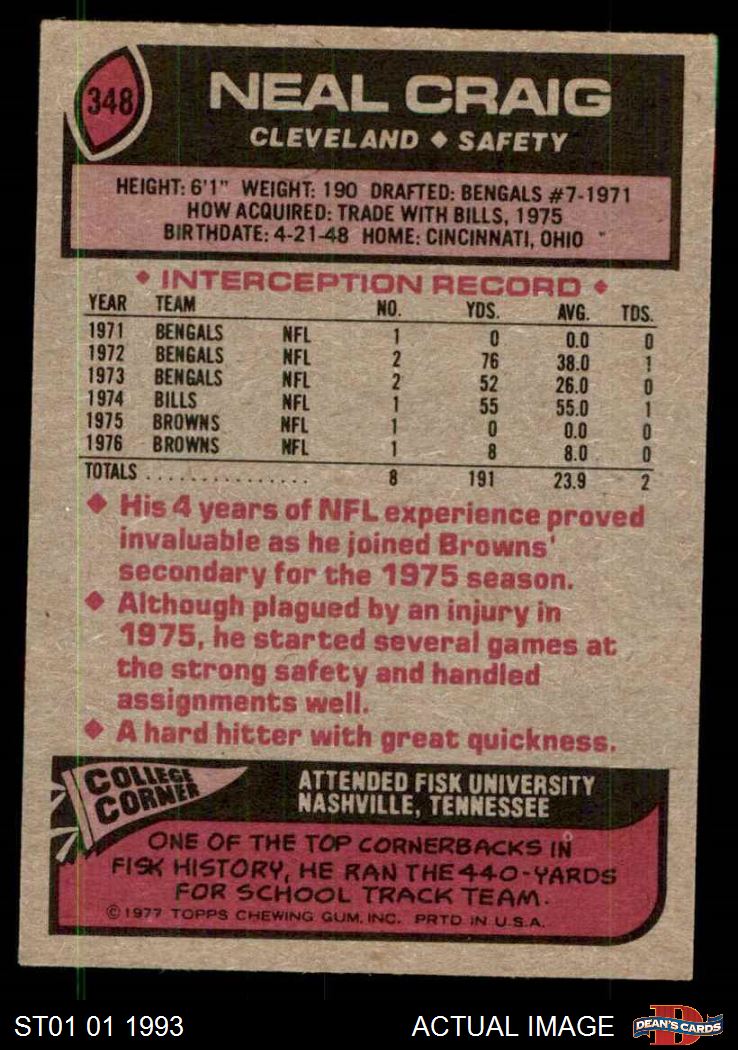 348
NEAL CRAIG
CLEVELAND ◆ SAFETY
HEIGHT: 6'1" WEIGHT: 190 DRAFTED: BENGALS #7-1971
HOW ACQUIRED: TRADE WITH BILLS, 1975
BIRTHDATE: 4-21-48 HOME: CINCINNATI, OHIO
◆ INTERCEPTION RECORD ◆
YEAR TEAM NO. YDS. AVG. TDS.
1971 BENGALS NFL 1 0 0.0 0
1972 BENGALS NFL 2 76 38.0 1
1973 BENGALS NFL 2 52 26.0 0
1974 BILLS NFL 1 55 55.0 1
1975 BROWNS NFL 1 0 0.0 0
1976 BROWNS NFL 1 8 8.0 0
TOTALS ................ 8 191 23.9 2
◆ His 4 years of NFL experience proved
invaluable as he joined Browns'
secondary for the 1975 season.
◆ Although plagued by an injury in
1975, he started several games at
the strong safety and handled
assignments well.
◆ A hard hitter with great quickness.
COLLEGE
CORNER
ATTENDED FISK UNIVERSITY
NASHVILLE, TENNESSEE
ONE OF THE TOP CORNERBACKS IN
FISK HISTORY, HE RAN THE 440-YARDS
FOR SCHOOL TRACK TEAM.
© 1977 TOPPS CHEWING GUM, INC. PRTD IN U.S.A.
ST01 01 1993
ACTUAL IMAGE
D
DEAN'S CARDS